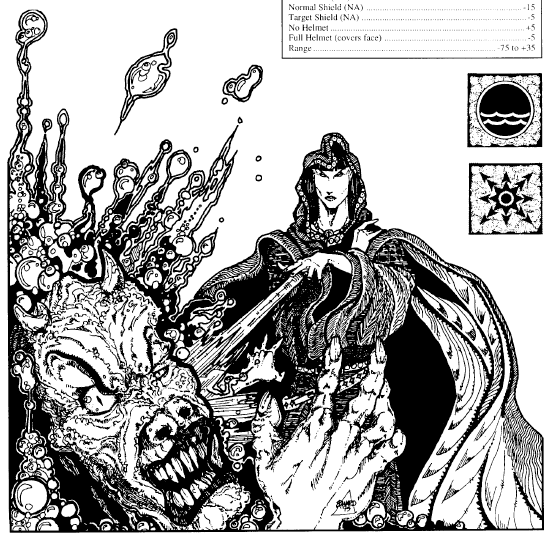 Normal Shield (NA) ................ -15
Target Shield (NA) ................ -5
No Helmet ................ +5
Full Helmet (covers face) ................ -5
Range ................ -75 to +35